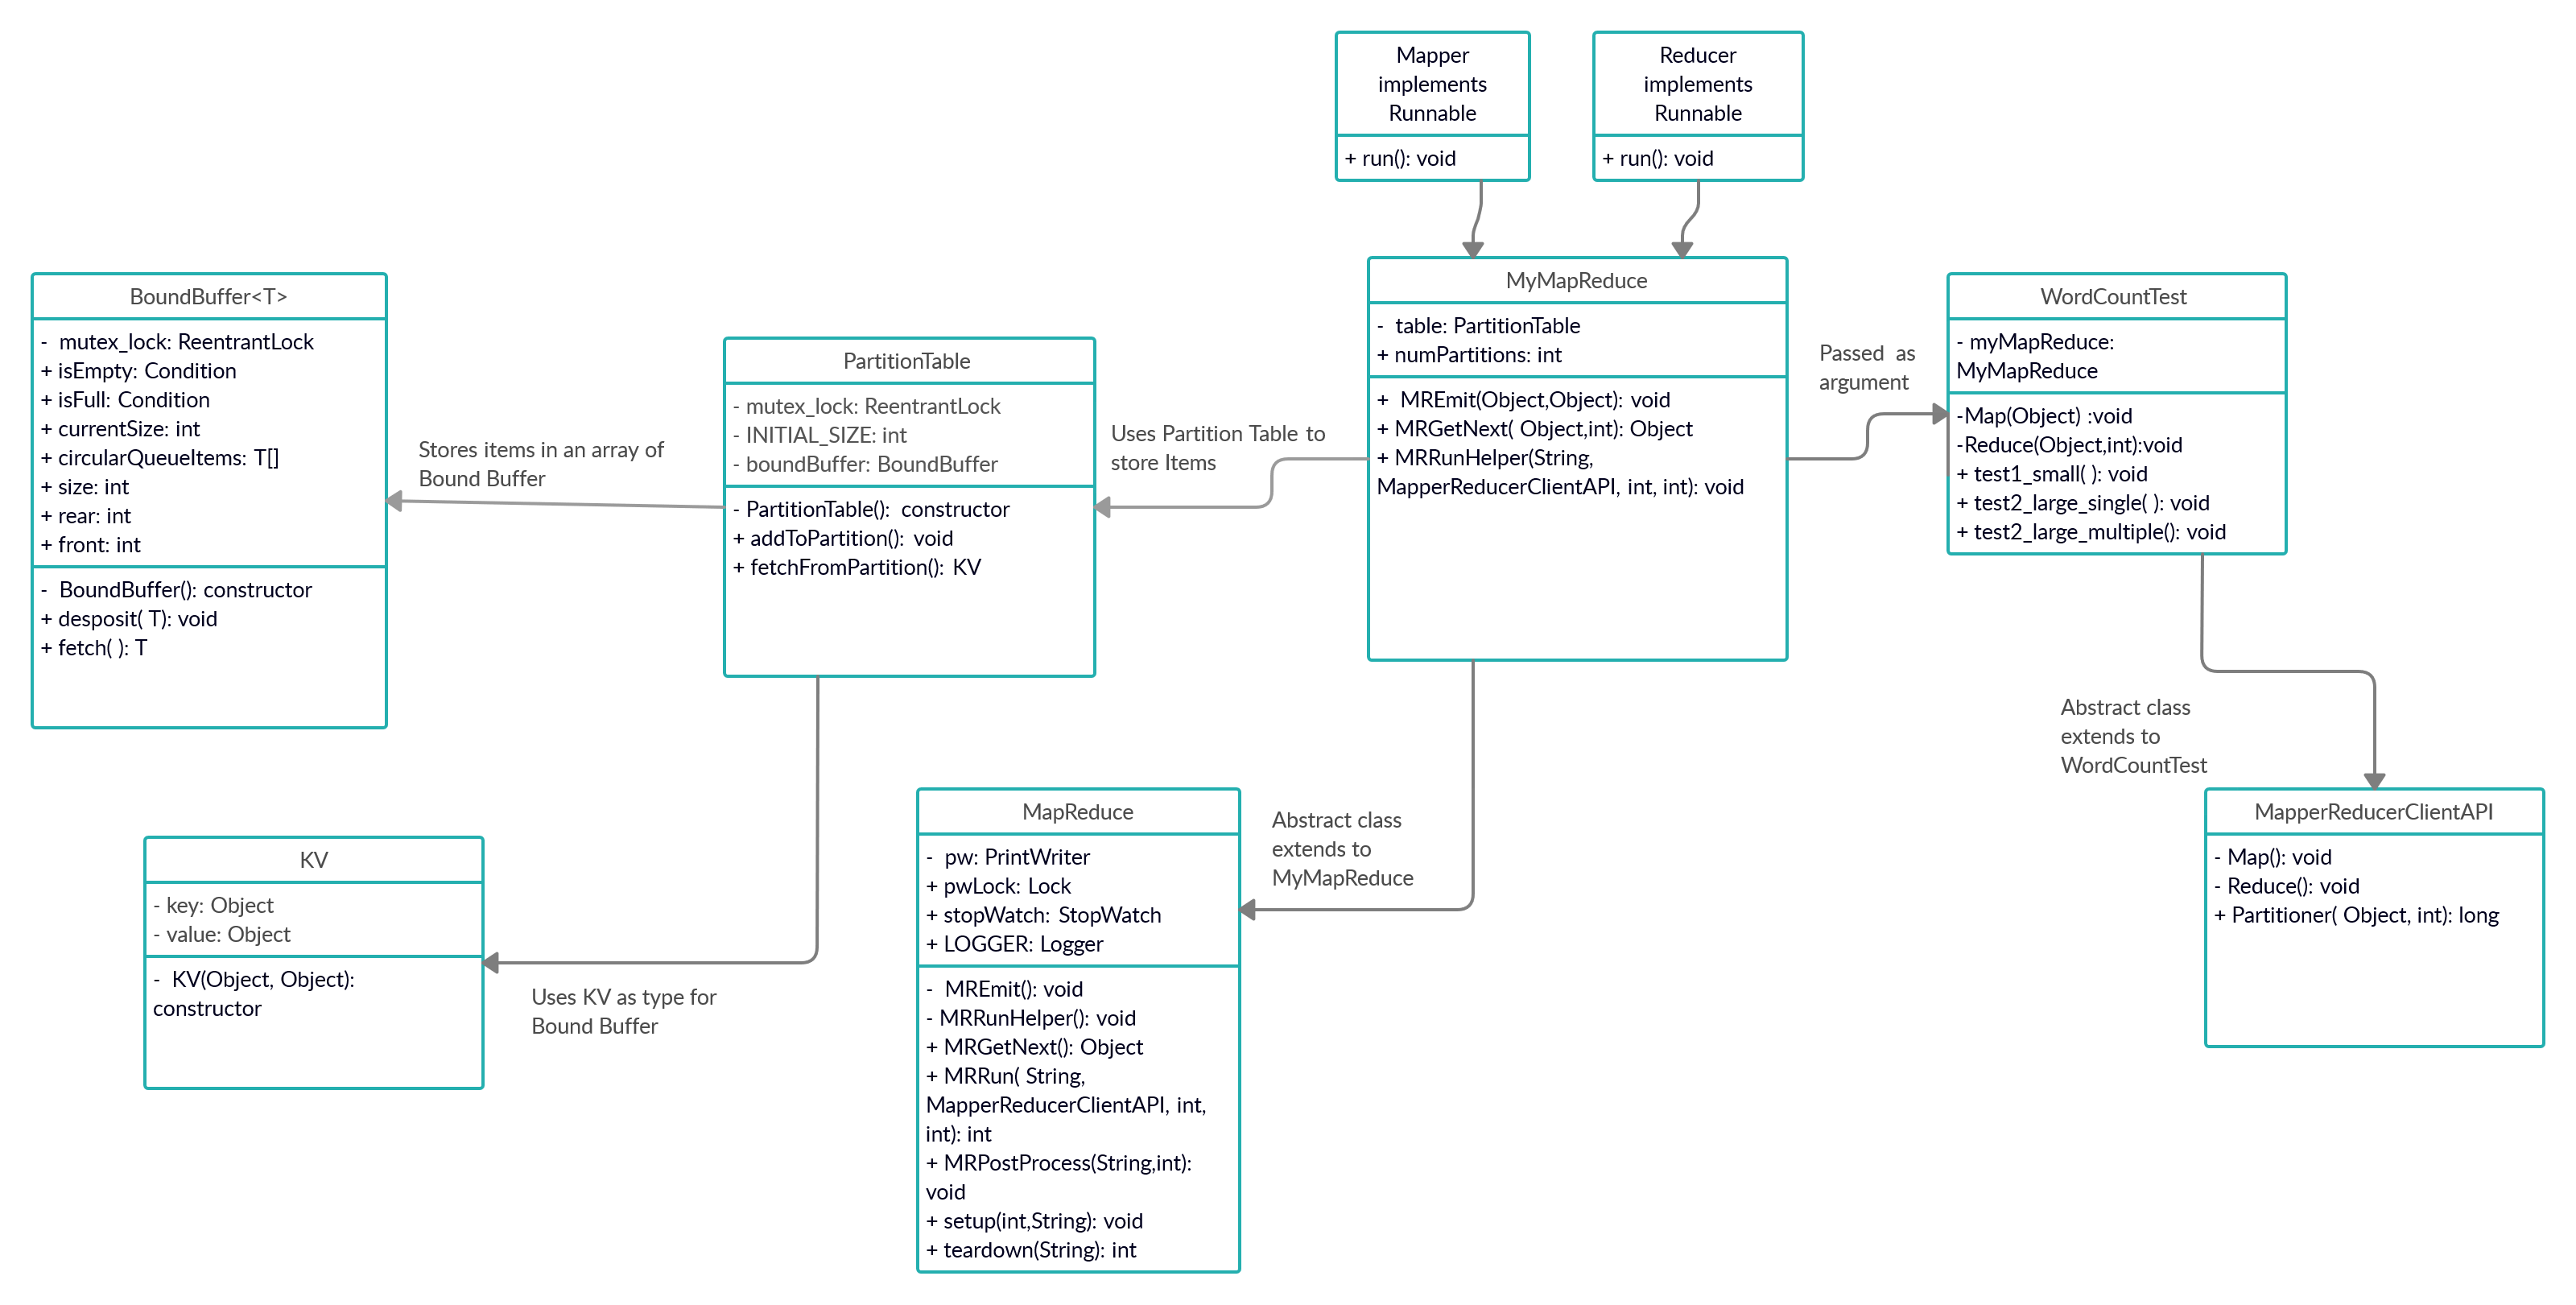 Mapper
implements
Runnable
+ run(): void
Reducer
implements
Runnable
+ run(): void
BoundBuffer<T>
-  mutex_lock: ReentrantLock
+ isEmpty: Condition
+ isFull: Condition
+ currentSize: int
+ circularQueueItems: T[]
+ size: int
+ rear: int
+ front: int
-  BoundBuffer(): constructor
+ desposit( T): void
+ fetch( ): T
Stores items in an array of
Bound Buffer
PartitionTable
- mutex_lock: ReentrantLock
- INITIAL_SIZE: int
- boundBuffer: BoundBuffer
- PartitionTable():  constructor
+ addToPartition():  void
+ fetchFromPartition():  KV
Uses Partition Table to
store Items
MyMapReduce
-  table: PartitionTable
+ numPartitions: int
+  MREmit(Object,Object): void
+ MRGetNext( Object,int): Object
+ MRRunHelper(String,
MapperReducerClientAPI, int, int): void
Passed  as
argument
WordCountTest
- myMapReduce:
MyMapReduce
-Map(Object) :void
-Reduce(Object,int):void
+ test1_small( ): void
+ test2_large_single( ): void
+ test2_large_multiple(): void
Abstract class
extends to
WordCountTest
MapperReducerClientAPI
- Map(): void
- Reduce(): void
+ Partitioner( Object, int): long
KV
- key: Object
- value: Object
-  KV(Object, Object):
constructor
Uses KV as type for
Bound Buffer
MapReduce
-  pw: PrintWriter
+ pwLock: Lock
+ stopWatch:  StopWatch
+ LOGGER: Logger
-  MREmit(): void
- MRRunHelper(): void
+ MRGetNext(): Object
+ MRRun( String,
MapperReducerClientAPI, int,
int): int
+ MRPostProcess(String,int):
void
+ setup(int,String): void
+ teardown(String): int
Abstract class
extends to
MyMapReduce